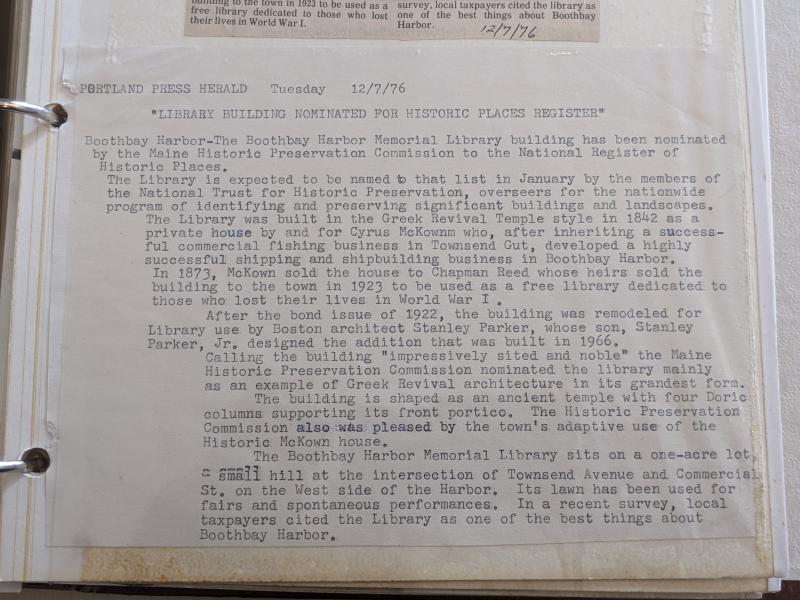 building to the town in 1923 to be used as a
free library dedicated to those who lost
their lives in World War I.
survey, local taxpayers cited the library as
one of the best things about Boothbay
Harbor.
12/7/76
PORTLAND PRESS HERALD Tuesday 12/7/76
"LIBRARY BUILDING NOMINATED FOR HISTORIC PLACES REGISTER"
Boothbay Harbor-The Boothbay Harbor Memorial Library building has been nominated
by the Maine Historic Preservation Commission to the National Register of
Historic Places.
The Library is expected to be named to that list in January by the members of
the National Trust for Historic Preservation, overseers for the nationwide
program of identifying and preserving significant buildings and landscapes.
The Library was built in the Greek Revival Temple style in 1842 as a
private house by and for Cyrus McKownm who, after inheriting a success-
ful commercial fishing business in Townsend Gut, developed a highly
successful shipping and shipbuilding business in Boothbay Harbor.
In 1873, McKown sold the house to Chapman Reed whose heirs sold the
building to the town in 1923 to be used as a free library dedicated to
those who lost their lives in World War I .
After the bond issue of 1922, the building was remodeled for
Library use by Boston architect Stanley Parker, whose son, Stanley
Parker, Jr. designed the addition that was built in 1966.
Calling the building "impressively sited and noble" the Maine
Historic Preservation Commission nominated the library mainly
as an example of Greek Revival architecture in its grandest form.
The building is shaped as an ancient temple with four Doric
columns supporting its front portico. The Historic Preservation
Commission also was pleased by the town's adaptive use of the
Historic McKown house.
The Boothbay Harbor Memorial Library sits on a one-acre lot,
a small hill at the intersection of Townsend Avenue and Commercial
St. on the West side of the Harbor. Its lawn has been used for
fairs and spontaneous performances. In a recent survey, local
taxpayers cited the Library as one of the best things about
Boothbay Harbor.